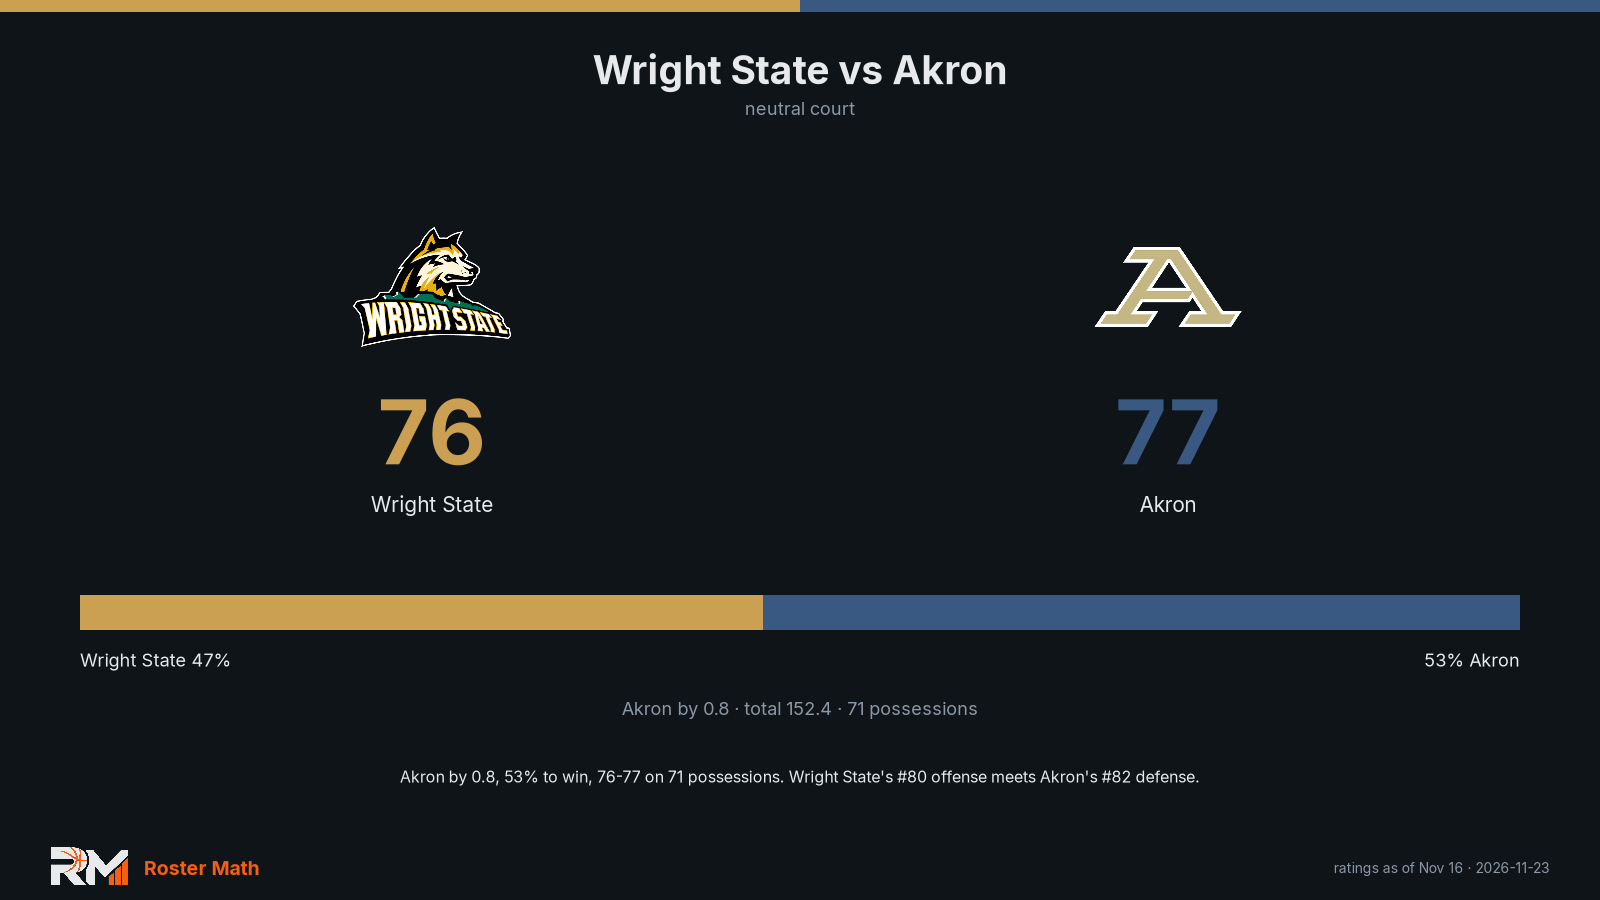 Wright State vs Akron
neutral court
WRIGHT STATE
A
76
77
Wright State
Akron
Wright State 47%
53% Akron
Akron by 0.8 · total 152.4 · 71 possessions
Akron by 0.8, 53% to win, 76-77 on 71 possessions. Wright State's #80 offense meets Akron's #82 defense.
RM
Roster Math
ratings as of Nov 16 · 2026-11-23